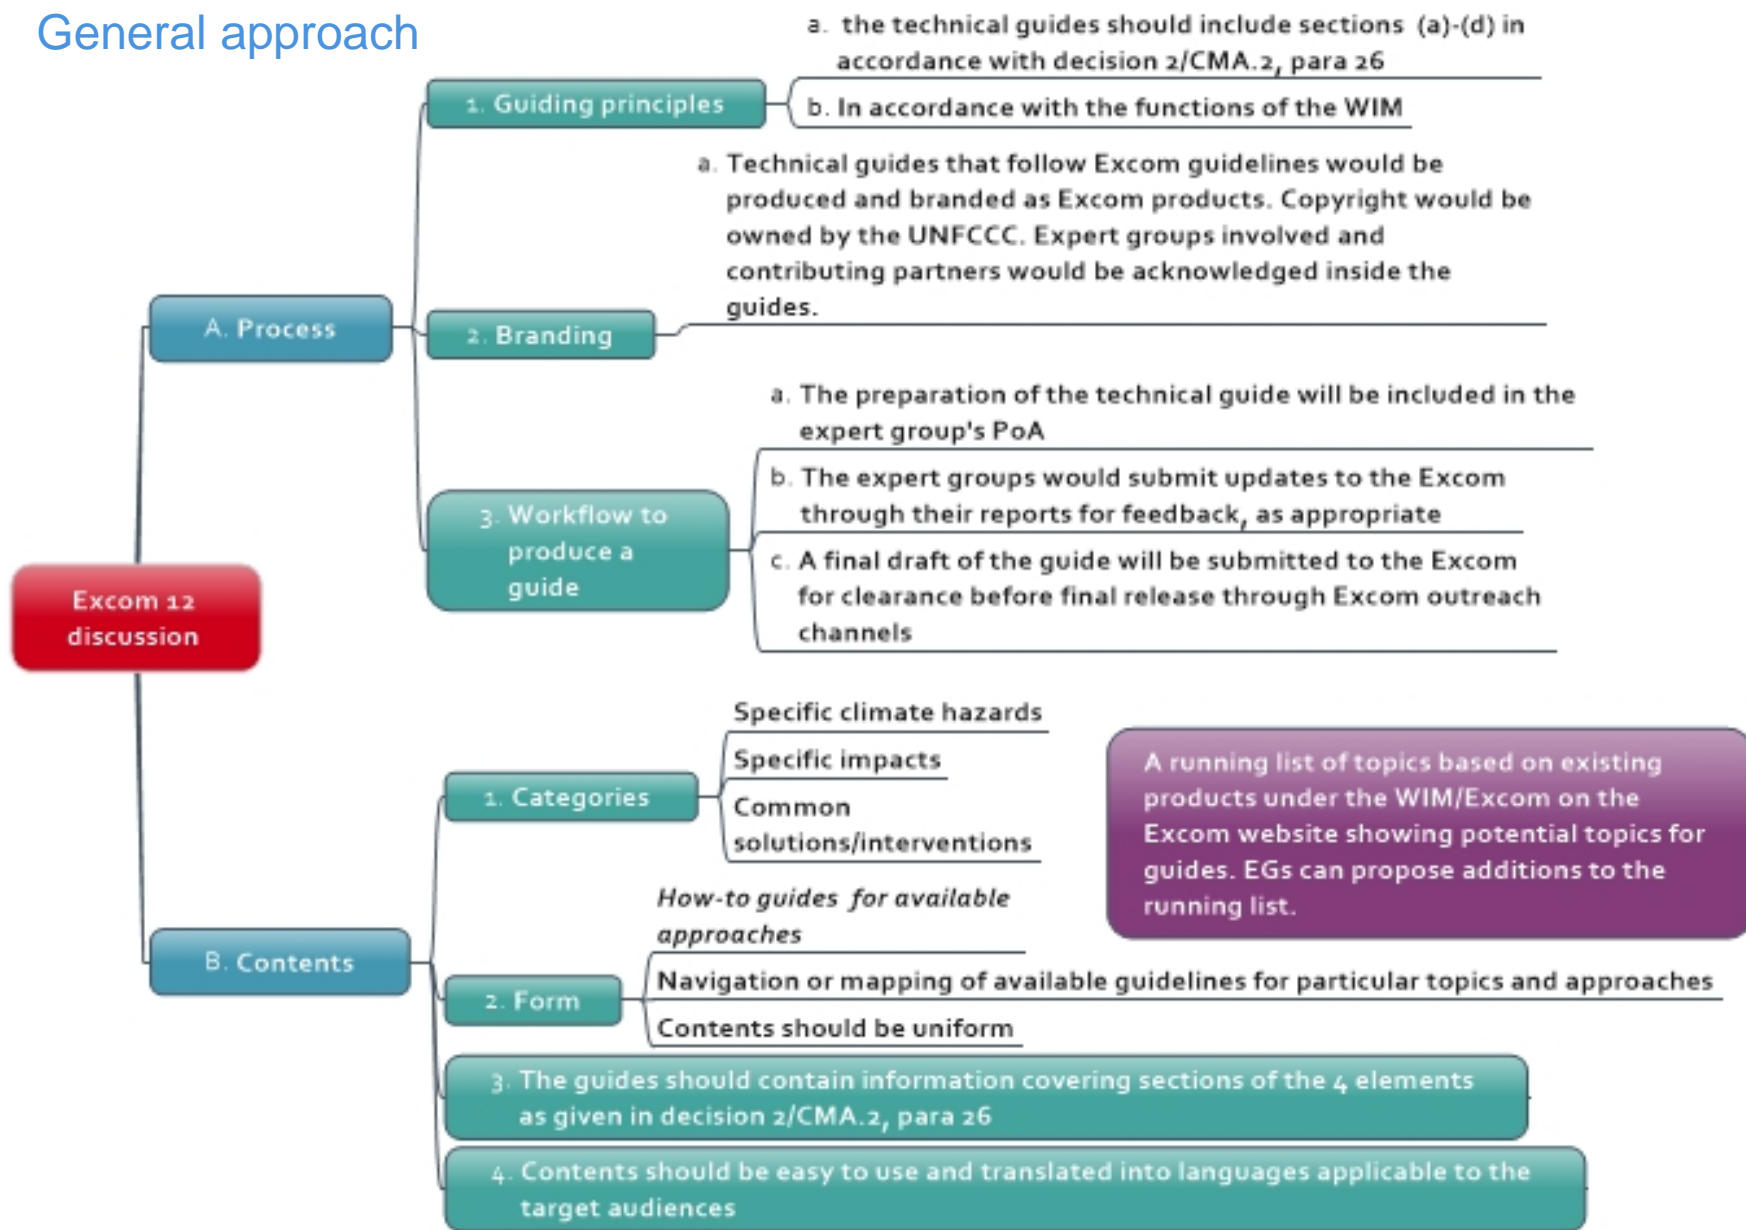 General approach
a. the technical guides should include sections (a)-(d) in
accordance with decision 2/CMA.2, para 26
1. Guiding principles
b. In accordance with the functions of the WIM
a. Technical guides that follow Excom guidelines would be
produced and branded as Excom products. Copyright would be
owned by the UNFCCC. Expert groups involved and
contributing partners would be acknowledged inside the
guides.
A. Process
2. Branding
a. The preparation of the technical guide will be included in the
expert group's PoA
b. The expert groups would submit updates to the Excom
through their reports for feedback, as appropriate
3. Workflow to
produce a
guide
c. A final draft of the guide will be submitted to the Excom
for clearance before final release through Excom outreach
channels
Excom 12
discussion
Specific climate hazards
Specific impacts
1. Categories
Common
solutions/interventions
A running list of topics based on existing
products under the WIM/Excom on the
Excom website showing potential topics for
guides. EGs can propose additions to the
running list.
How-to guides for available
approaches
B. Contents
Navigation or mapping of available guidelines for particular topics and approaches
2. Form
Contents should be uniform
3. The guides should contain information covering sections of the 4 elements
as given in decision 2/CMA.2, para 26
4. Contents should be easy to use and translated into languages applicable to the
target audiences